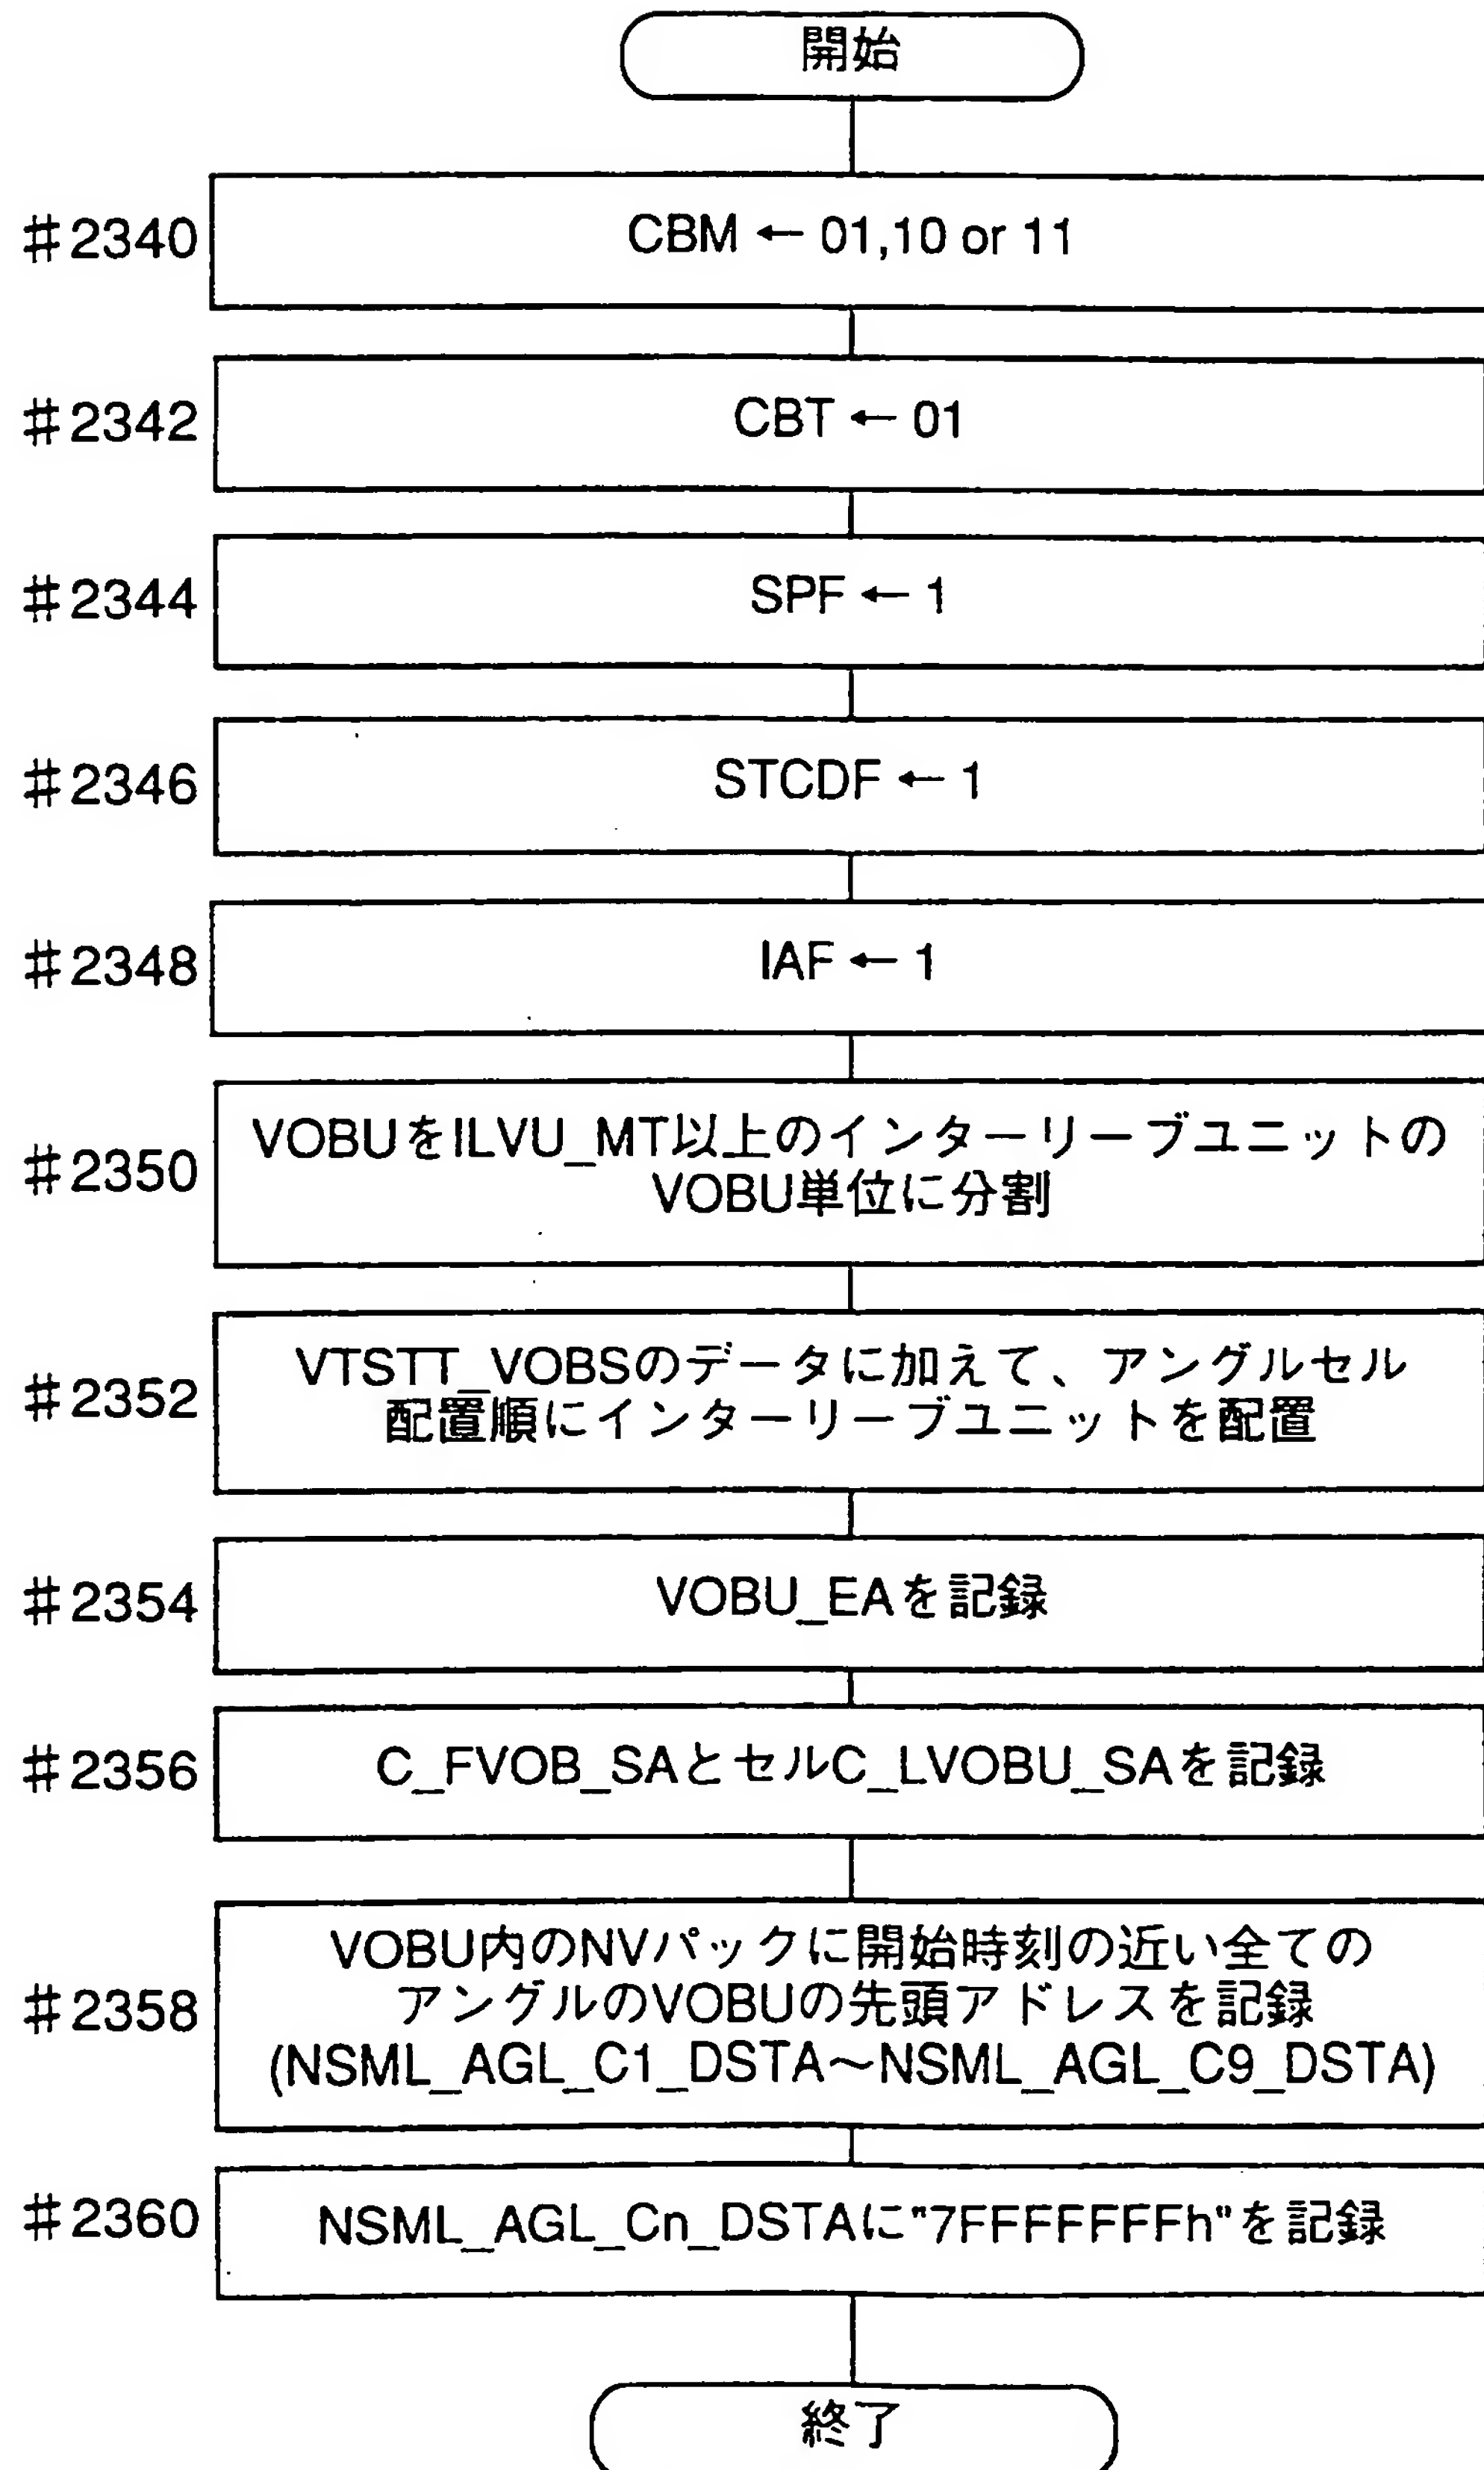 開始
#2340
CBM ← 01,10 or 11
#2342
CBT ← 01
#2344
SPF ← 1
#2346
STCDF ← 1
#2348
IAF ← 1
#2350
VOBUをILVU_MT以上のインターリーブユニットの
VOBU単位に分割
#2352
VTSTT_VOBSのデータに加えて、アングルセル
配置順にインターリーブユニットを配置
#2354
VOBU_EAを記録
#2356
C_FVOB_SAとセルC_LVOBU_SAを記録
#2358
VOBU内のNVパックに開始時刻の近い全ての
アングルのVOBUの先頭アドレスを記録
(NSML_AGL_C1_DSTA～NSML_AGL_C9_DSTA)
#2360
NSML_AGL_Cn_DSTAに"7FFFFFFFh"を記録
終了